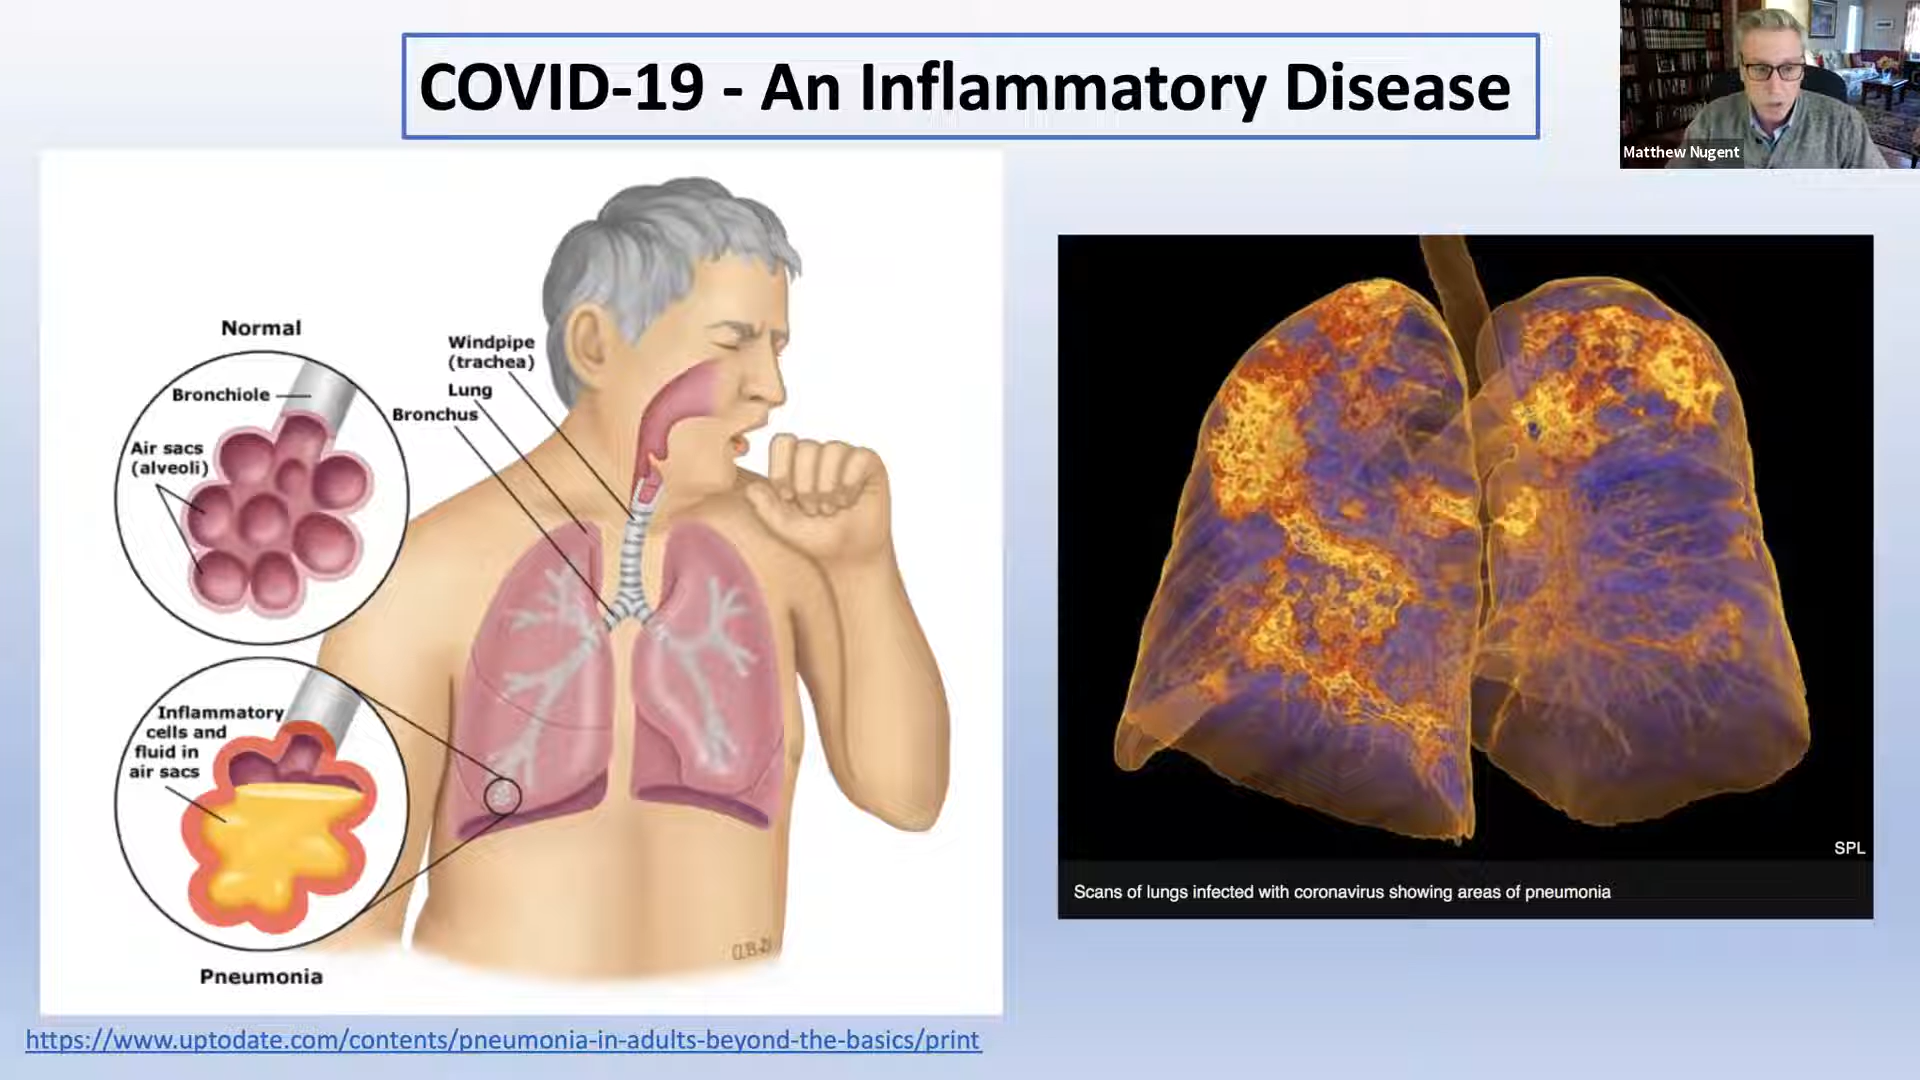 COVID-19 - An Inflammatory Disease
Matthew Nugent
Normal
Bronchiole
Air sacs
(alveoli)
Windpipe
(trachea)
Lung
Bronchus
Inflammatory
cells and
fluid in
air sacs
Pneumonia
SPL
Scans of lungs infected with coronavirus showing areas of pneumonia
https://www.uptodate.com/contents/pneumonia-in-adults-beyond-the-basics/print